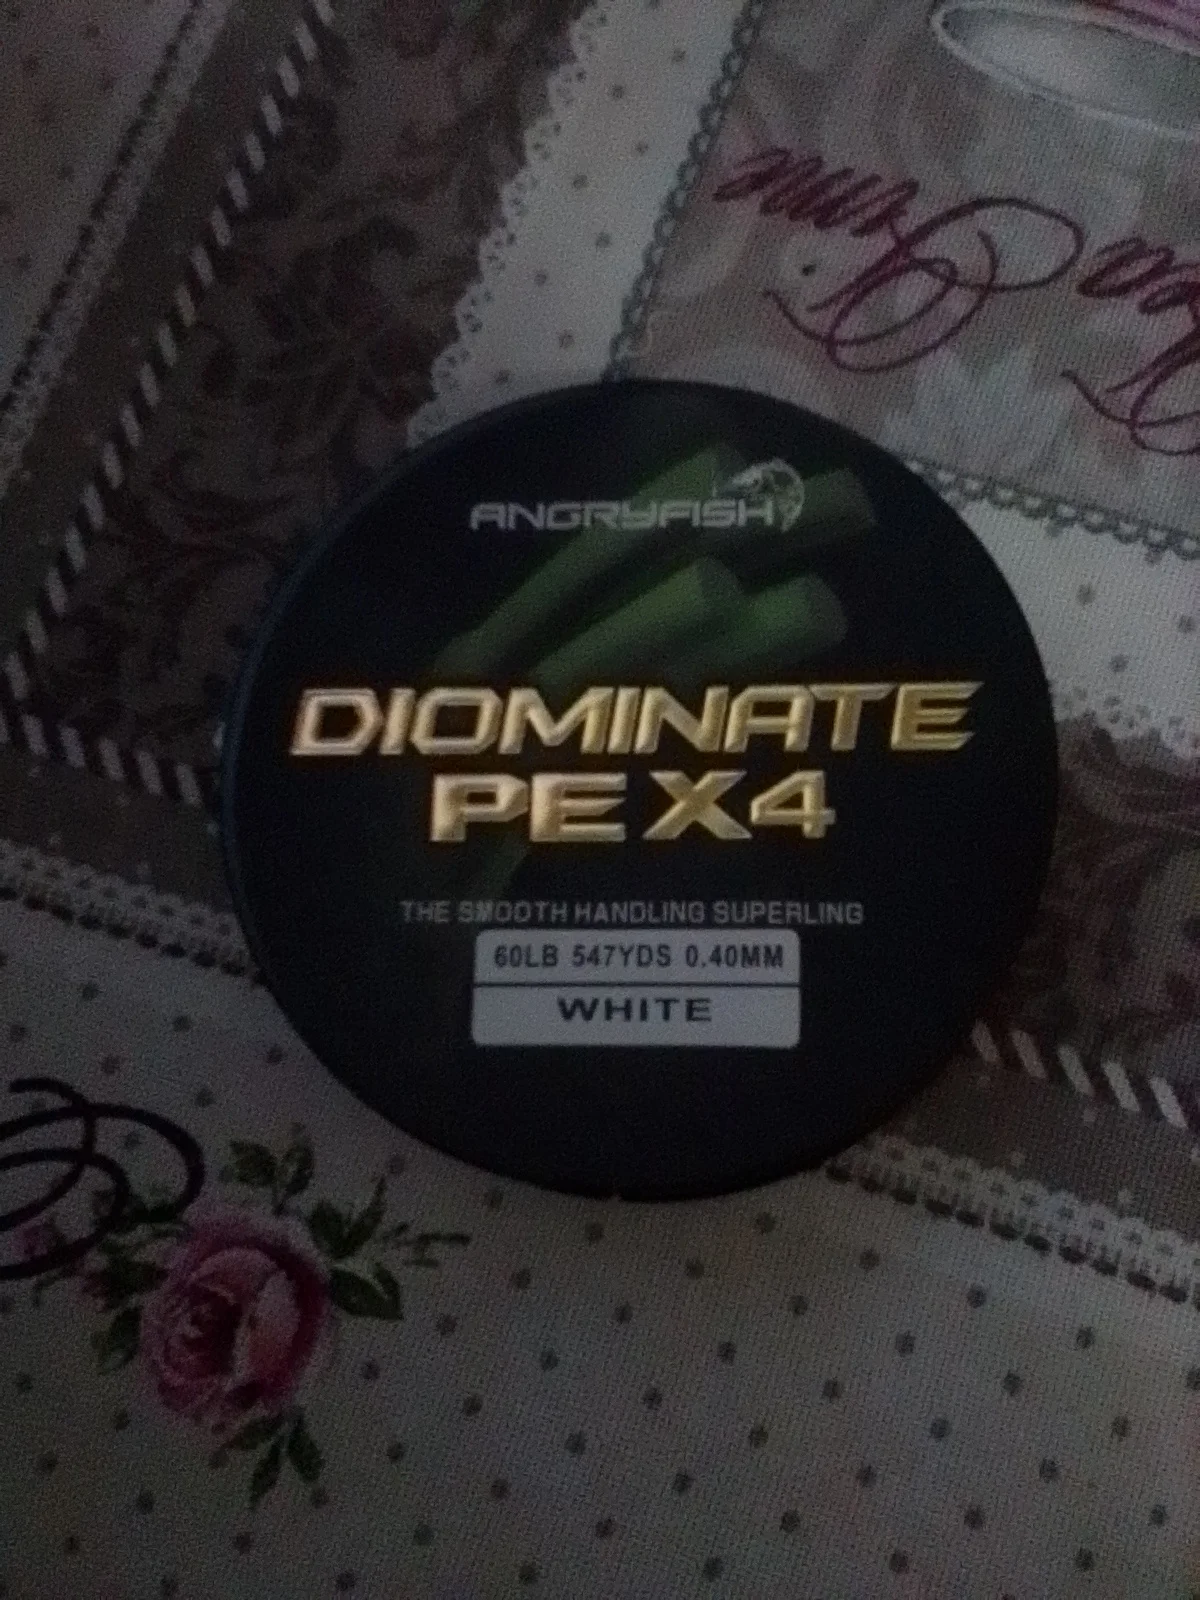 ANGRYFISH
DIOMINATE
PE X4
THE SMOOTH HANDLING SUPERLING
60LB 547YDS 0.40MM
WHITE